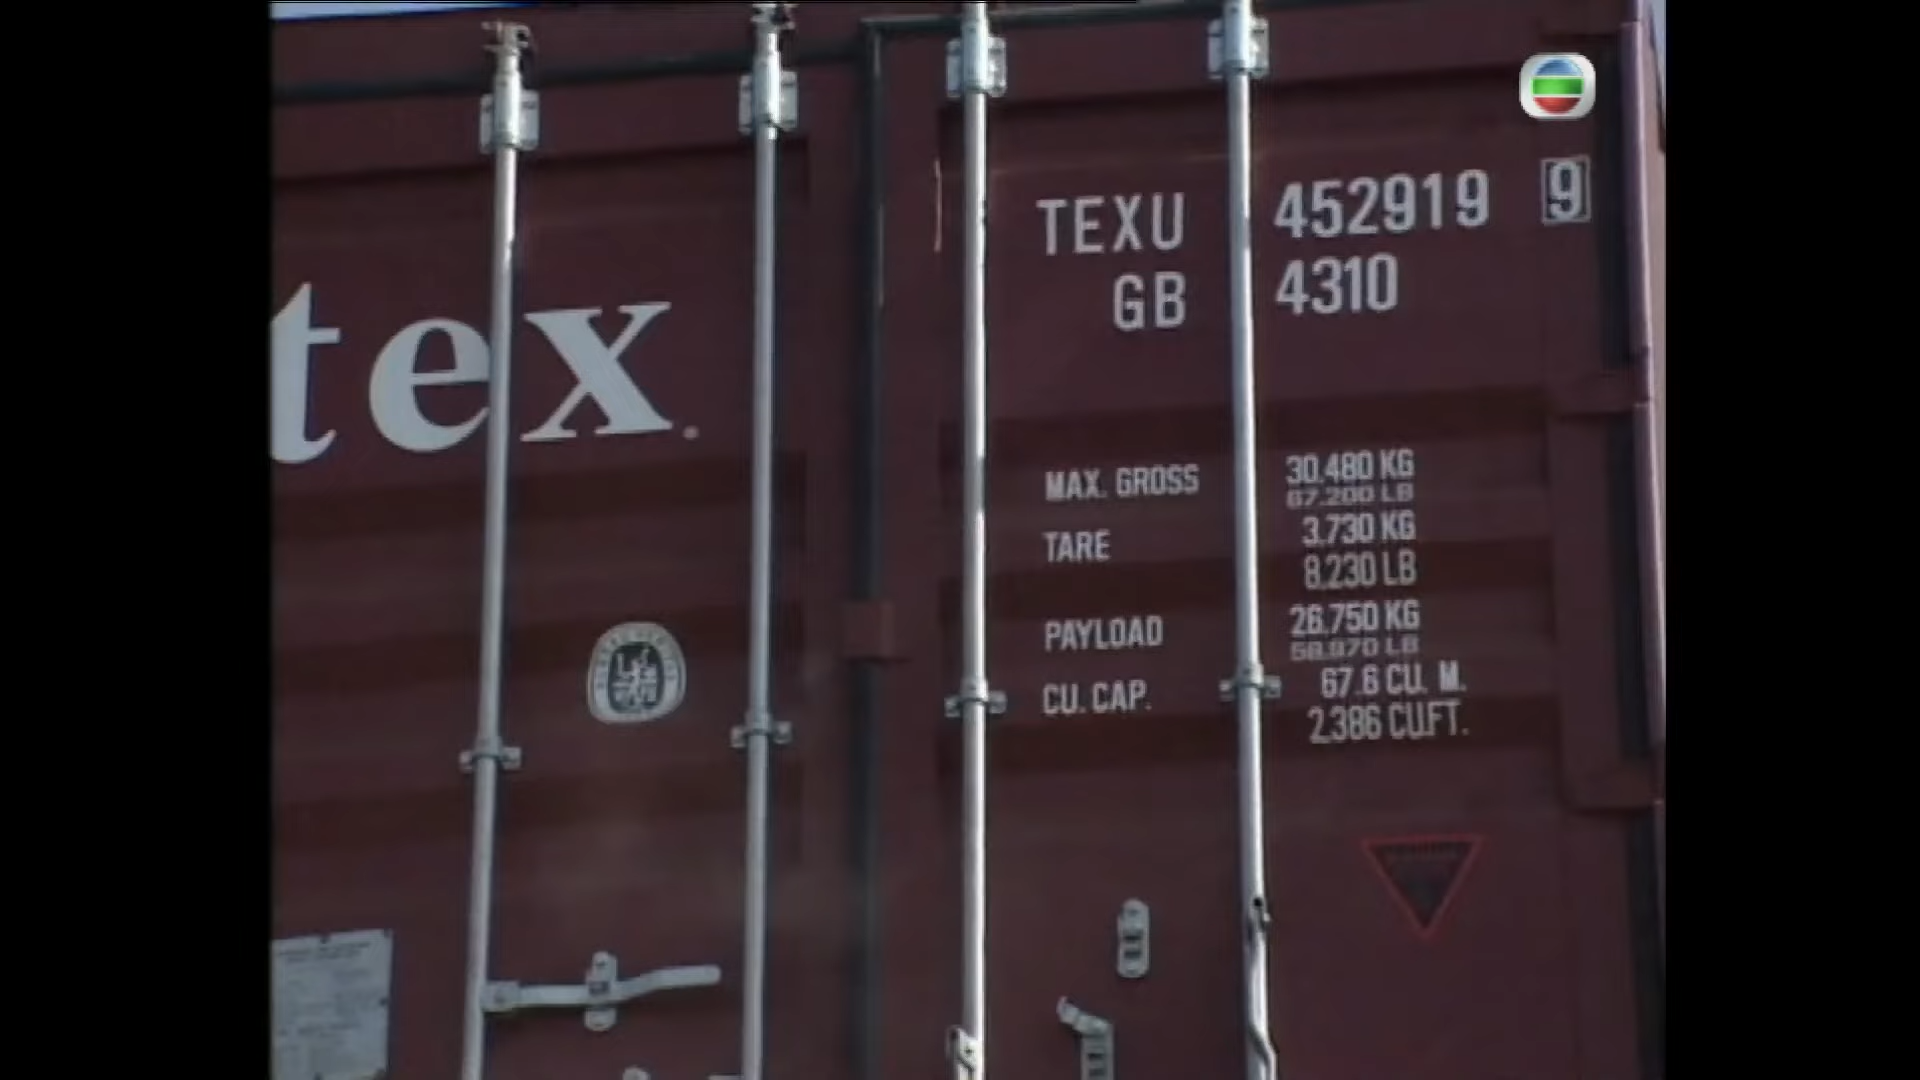 tex.
TEXU 452919 9
GB 4310
MAX. GROSS 30.480 KG
67.200 LB
TARE 3.730 KG
8.230 LB
PAYLOAD 26.750 KG
58.970 LB
CU. CAP. 67.6 CU. M.
2.386 CU.FT.